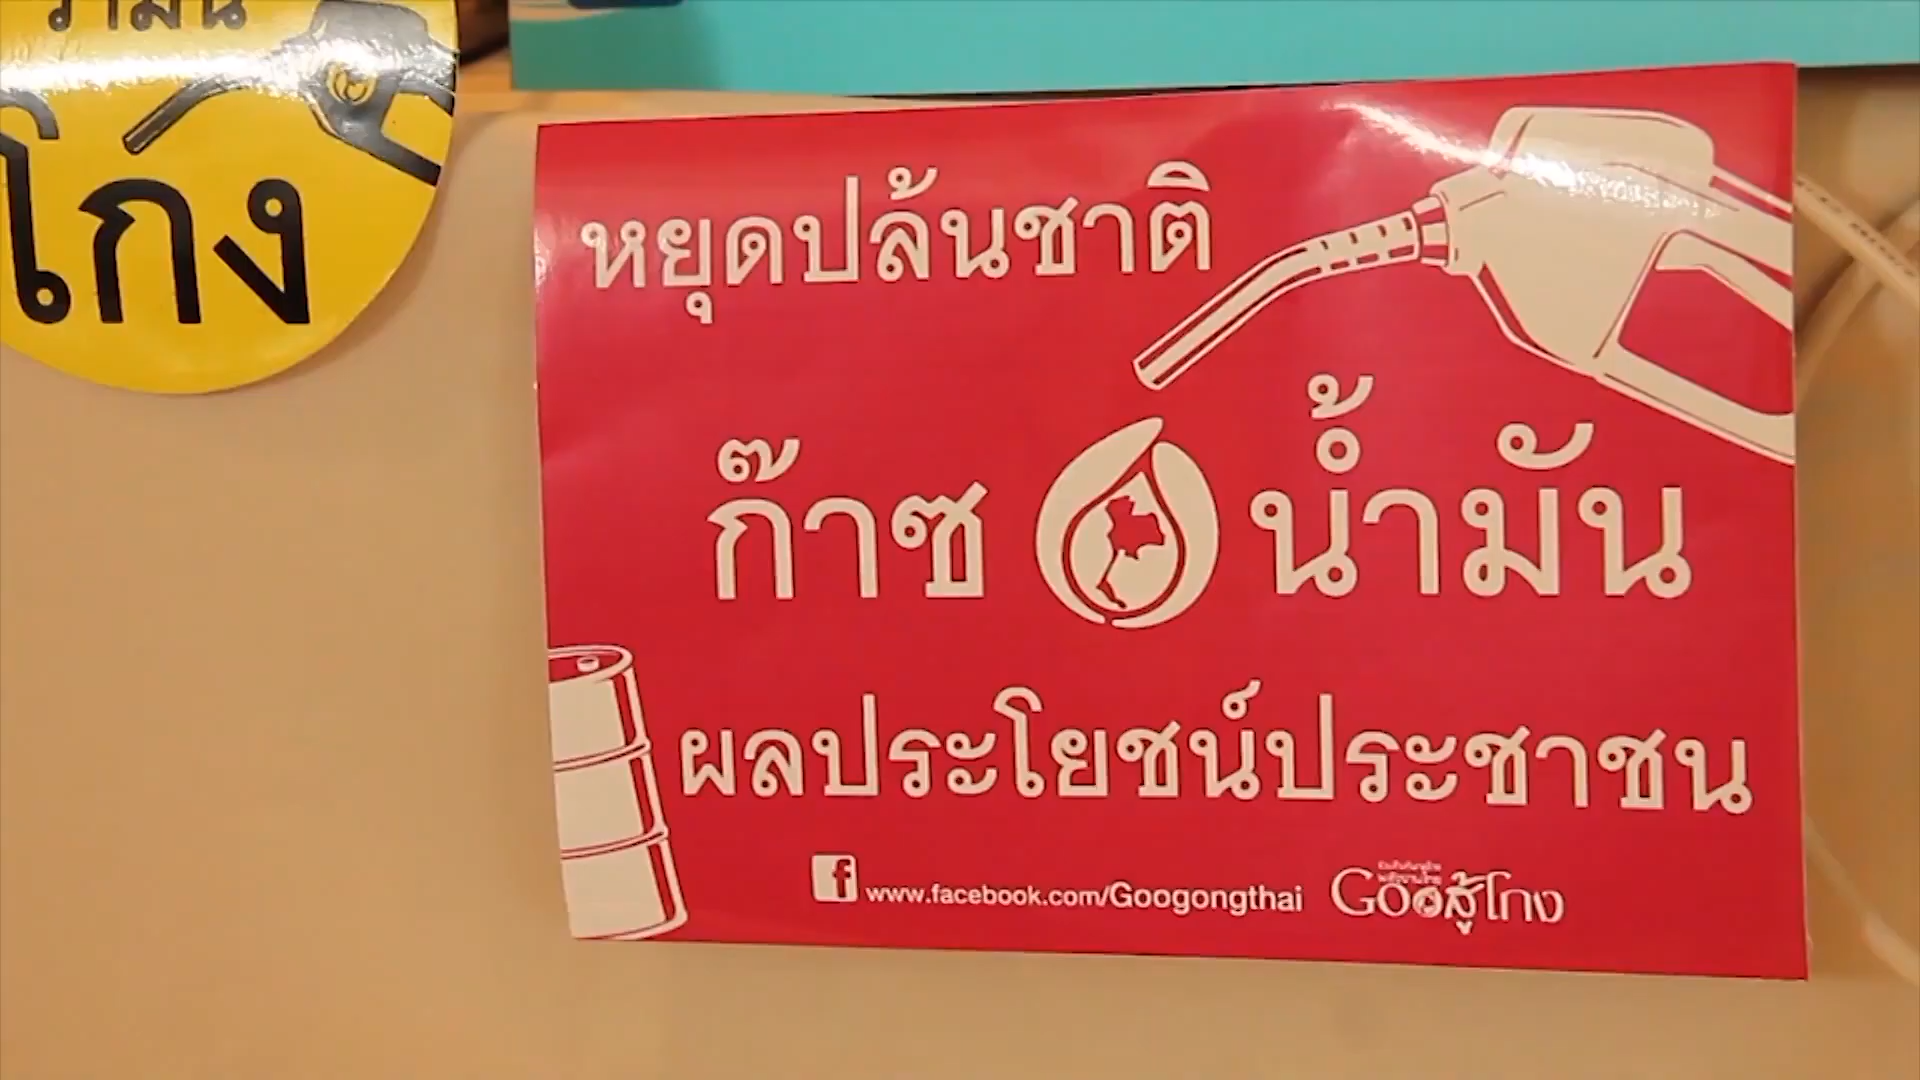 โกง
หยุดปล้นชาติ
ก๊าซ น้ำมัน
ผลประโยชน์ประชาชน
f www.facebook.com/Googongthai Gooสู้โกง